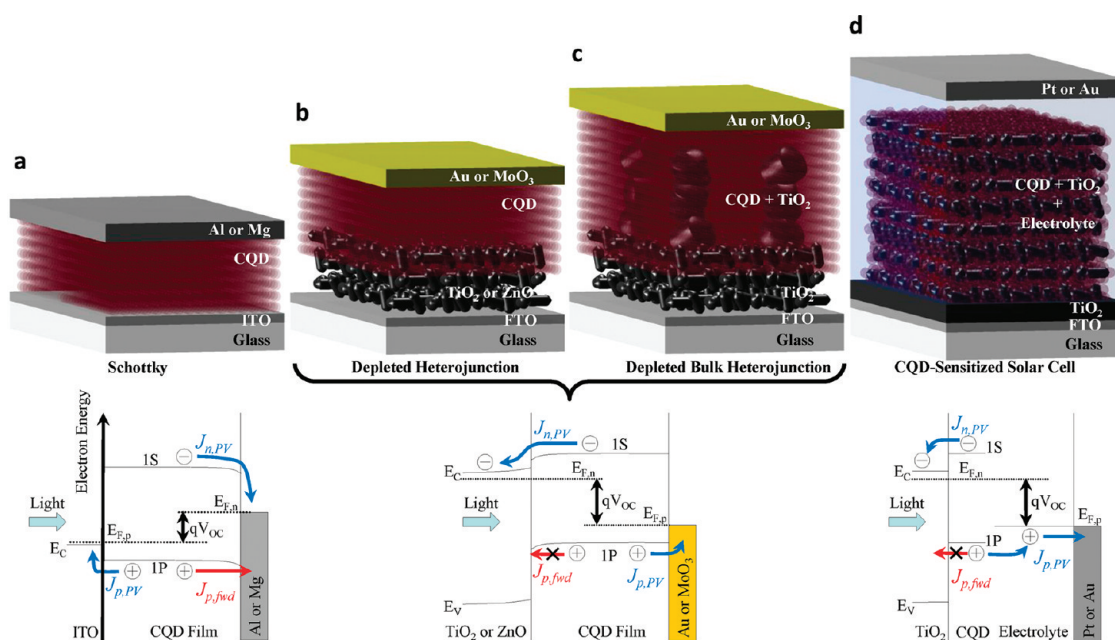 a
Al or Mg
CQD
ITO
Glass
Schottky
b
Au or MoO3
CQD
TiO2 or ZnO
FTO
Glass
Depleted Heterojunction
c
Au or MoO3
CQD + TiO2
TiO2
FTO
Glass
Depleted Bulk Heterojunction
d
Pt or Au
CQD + TiO2
+
Electrolyte
TiO2
FTO
Glass
CQD-Sensitized Solar Cell
Electron Energy
Jn,PV
1S
Light
EF,n
EF,p
qVOC
EC
1P
Jp,PV
Jp,fwd
Al or Mg
ITO
CQD Film
Jn,PV
1S
EC
EF,n
Light
qVOC
EF,p
1P
Jp,fwd
Jp,PV
EV
Au or MoO3
TiO2 or ZnO
CQD Film
Jn,PV
1S
EC
EF,n
Light
qVOC
EF,p
1P
Jp,fwd
Jp,PV
EV
Pt or Au
TiO2
CQD
Electrolyte